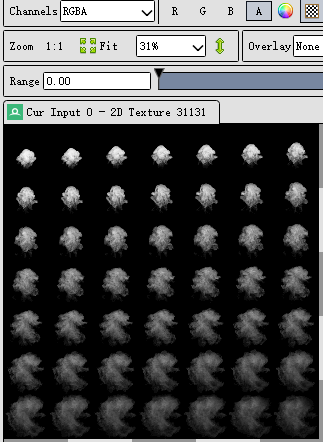 Channels RGBA R G B A
Zoom 1:1 Fit 31% Overlay None
Range 0.00
Cur Input 0 - 2D Texture 31131